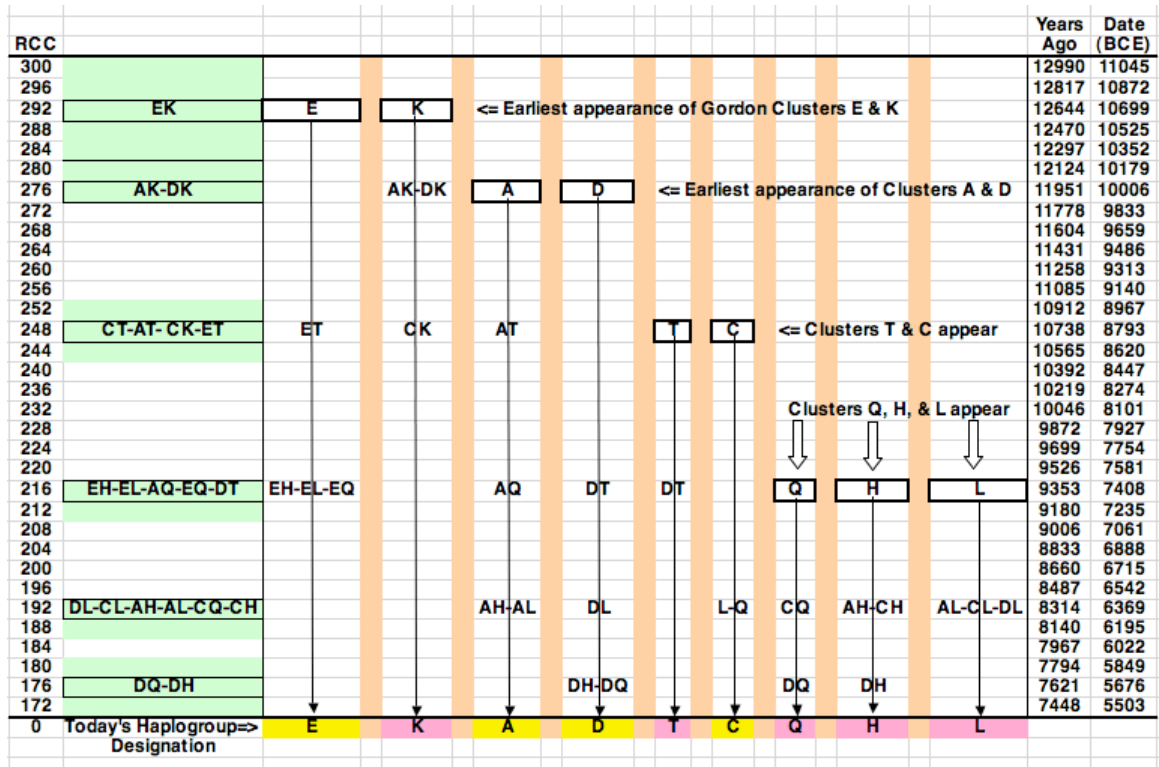 Years Date
RCC Ago (BCE)
300 12990 11045
296 12817 10872
292 EK E K <= Earliest appearance of Gordon Clusters E & K 12644 10699
288 12470 10525
284 12297 10352
280 12124 10179
276 AK-DK AK-DK A D <= Earliest appearance of Clusters A & D 11951 10006
272 11778 9833
268 11604 9659
264 11431 9486
260 11258 9313
256 11085 9140
252 10912 8967
248 CT-AT- CK-ET ET CK AT T C <= Clusters T & C appear 10738 8793
244 10565 8620
240 10392 8447
236 10219 8274
232 Clusters Q, H, & L appear 10046 8101
228 9872 7927
224 9699 7754
220 9526 7581
216 EH-EL-AQ-EQ-DT EH-EL-EQ AQ DT DT Q H L 9353 7408
212 9180 7235
208 9006 7061
204 8833 6888
200 8660 6715
196 8487 6542
192 DL-CL-AH-AL-CQ-CH AH-AL DL L-Q CQ AH-CH AL-CL-DL 8314 6369
188 8140 6195
184 7967 6022
180 7794 5849
176 DQ-DH DH-DQ DQ DH 7621 5676
172 7448 5503
0 Today's Haplogroup=> E K A D T C Q H L
Designation